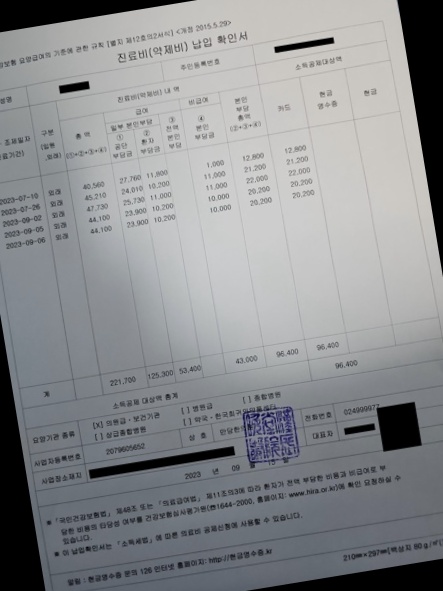 건강보험 요양급여의 기준에 관한 규칙 [별지 제12호의2서식] <개정 2015.5.29>
진료비(약제비) 납입 확인서
성명
주민등록번호
진료비(약제비) 내역
소득공제대상액
조제일자
구분
총액
(①+②+③+④)
급여
일부 본인부담
① 공단 부담금
② 환자 부담금
③ 전액 본인 부담
비급여
④ 본인 부담
본인 부담 총액
(②+③+④)
카드
현금 영수증
현금
2023-07-10 외래 40,560 27,760 11,800 1,000 12,800 12,800
2023-07-26 외래 45,210 24,010 10,200 11,000 21,200 21,200
2023-09-02 외래 47,730 25,730 11,000 11,000 22,000 22,000
2023-09-05 외래 44,100 23,900 10,200 10,000 20,200 20,200
2023-09-06 외래 44,100 23,900 10,200 10,000 20,200 20,200
계 221,700 125,300 53,400 43,000 96,400 96,400
소득공제 대상액 총계 96,400
요양기관 종류 [X] 의원급·보건기관 [ ] 병원급 [ ] 종합병원
[ ] 상급종합병원 [ ] 약국·한국희귀의약품센터
사업자등록번호 2079605652 상 호 전화번호
사업장소재지 대표자
2023 년 09
* 「국민건강보험법」 제48조 또는 「의료급여법」 제11조의3에 따라 환자가 전액 부담한 비용과 비급여로 부
담한 비용의 타당성 여부를 건강보험심사평가원(☎1644-2000, 홈페이지: www.hira.or.kr)에 확인 요청하실 수
있습니다.
* 이 납입확인서는 「소득세법」에 따른 의료비 공제신청에 사용할 수 있습니다.
알림 : 현금영수증 문의 126 인터넷 홈페이지: http://현금영수증.kr
210㎜×297㎜[백상지 80g/㎡]